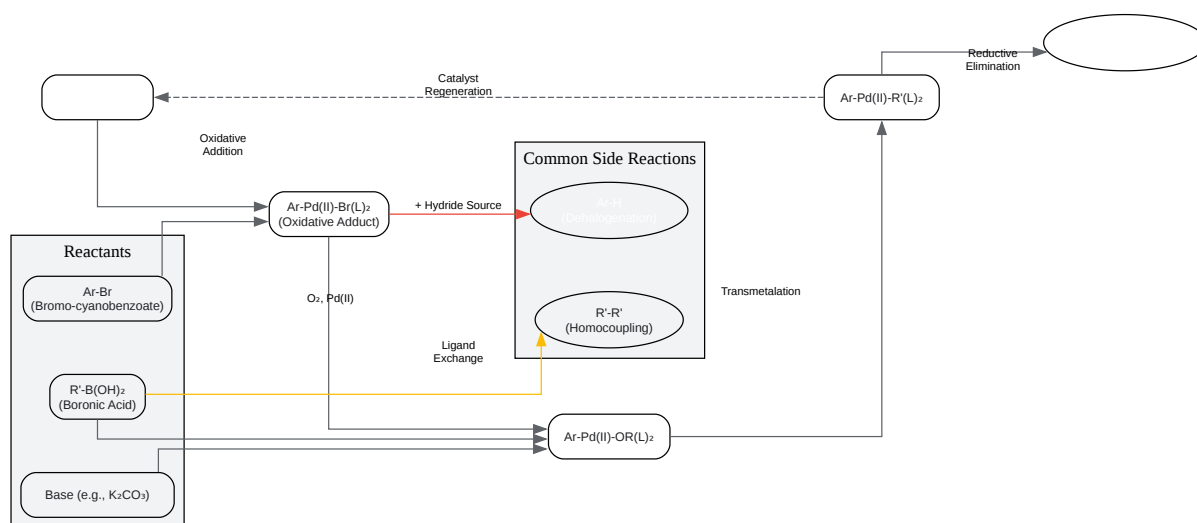 Reductive
Elimination
Catalyst
Regeneration
Ar-Pd(II)-R'(L)₂
Oxidative
Addition
Common Side Reactions
Ar-H
(Dehalogenation)
Ar-Pd(II)-Br(L)₂
(Oxidative Adduct)
+ Hydride Source
Reactants
Ar-Br
(Bromo-cyanobenzoate)
O₂, Pd(II)
Transmetalation
R'-R'
(Homocoupling)
Ligand
Exchange
R'-B(OH)₂
(Boronic Acid)
Ar-Pd(II)-OR(L)₂
Base (e.g., K₂CO₃)